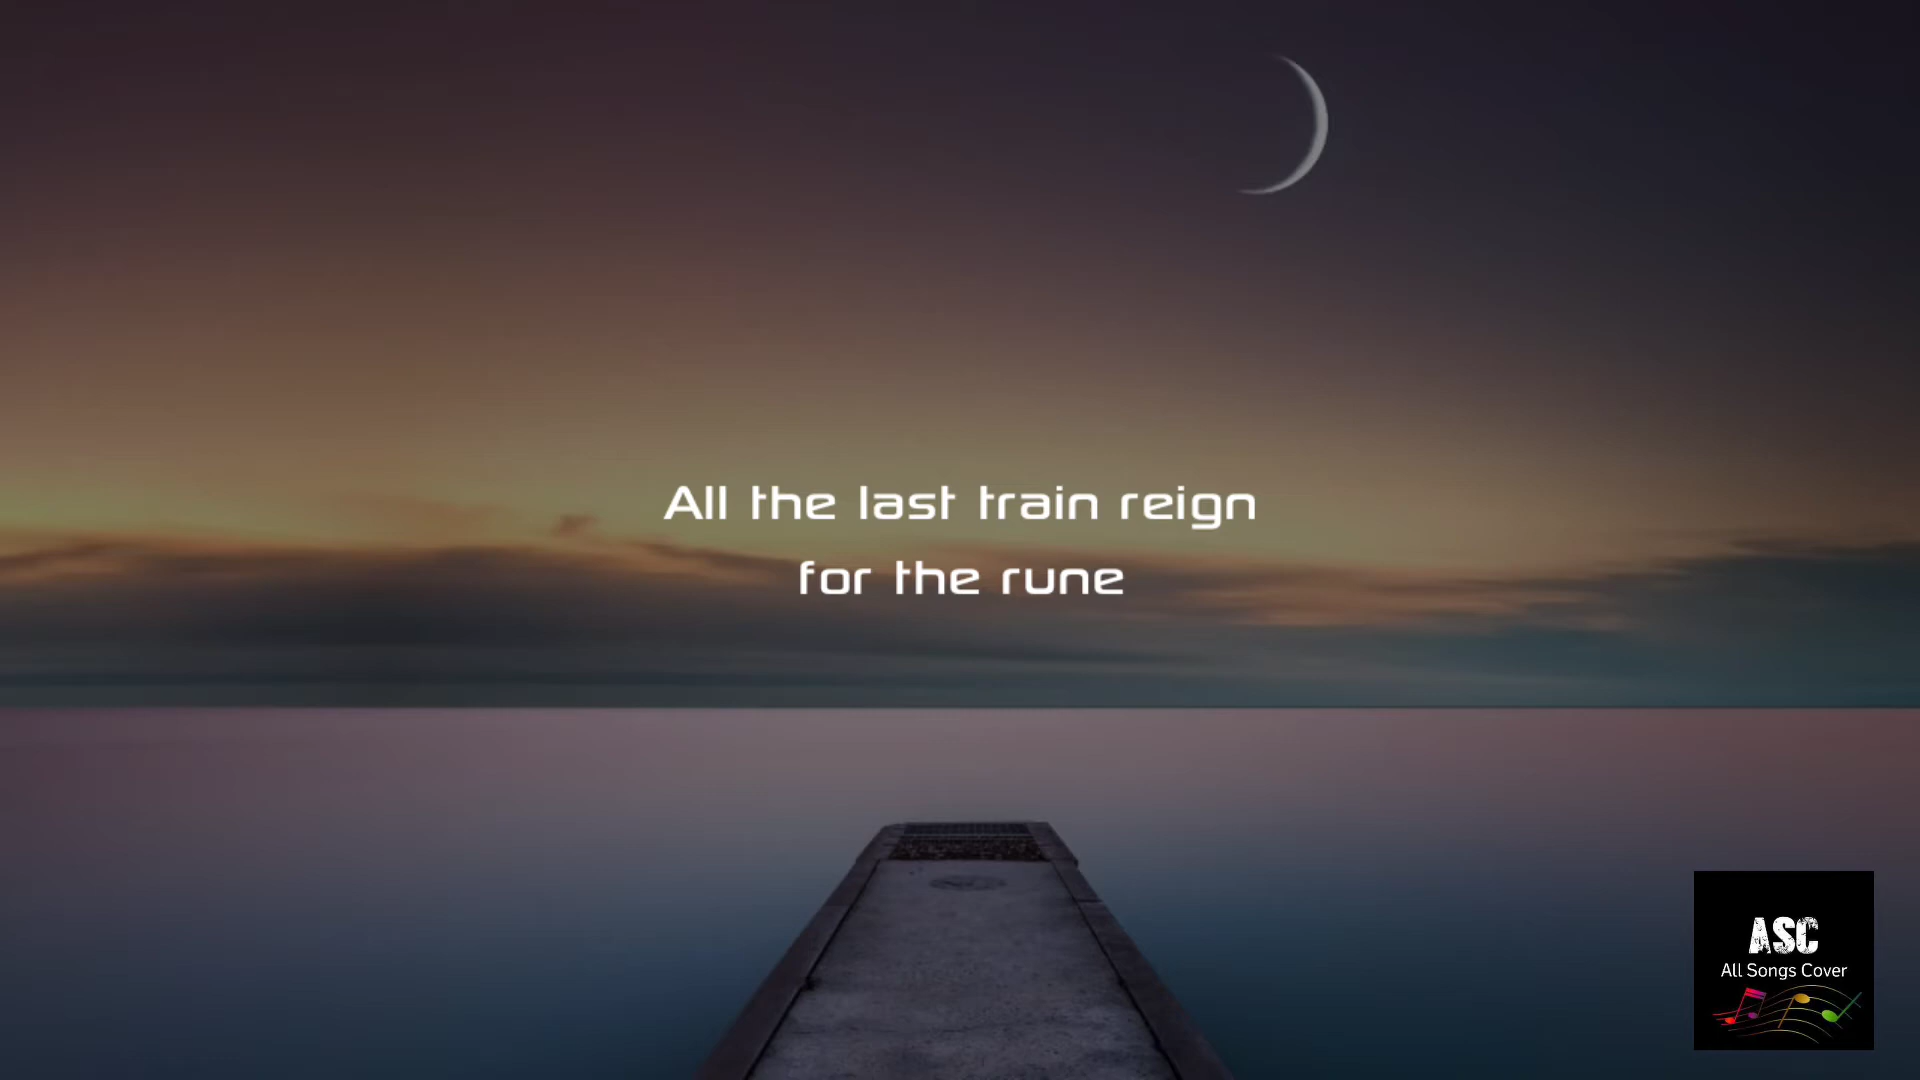 All the last train reign
for the rune
ASC
All Songs Cover